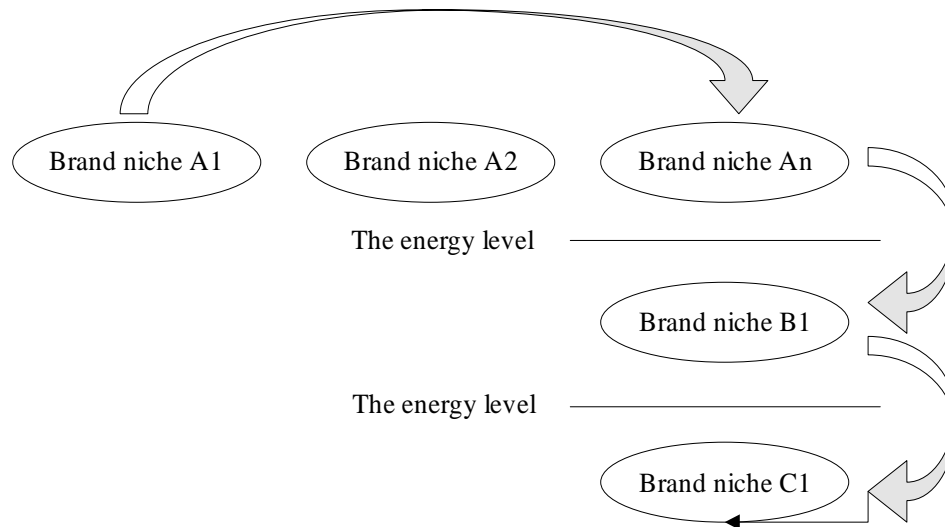 Brand niche A1
Brand niche A2
Brand niche An
The energy level
Brand niche B1
The energy level
Brand niche C1